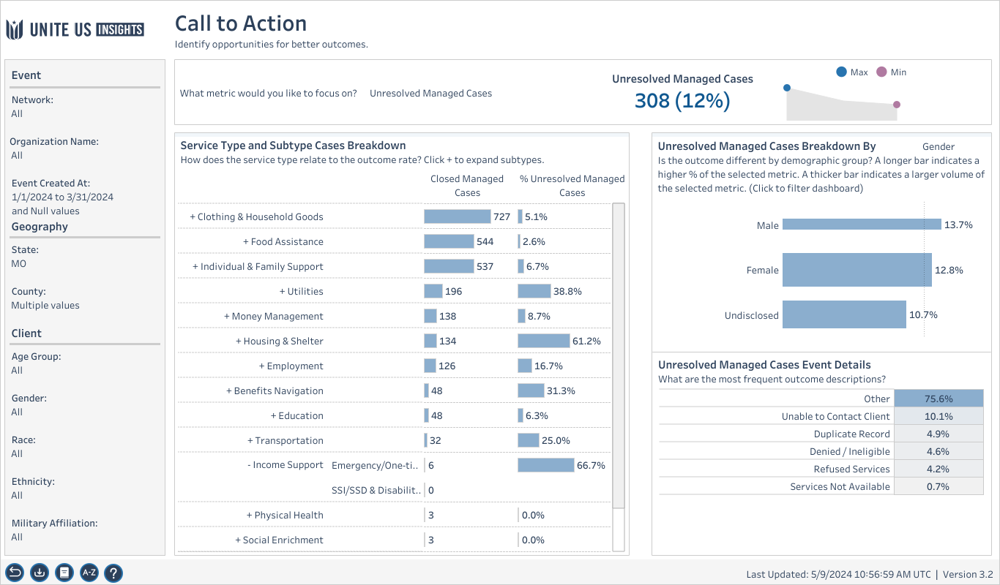 UNITE US INSIGHTS
Call to Action
Identify opportunities for better outcomes.
Event
Network:
All
Organization Name:
All
Event Created At:
1/1/2024 to 3/31/2024
and Null values
Geography
State:
MO
County:
Multiple values
Client
Age Group:
All
Gender:
All
Race:
All
Ethnicity:
All
Military Affiliation:
All
What metric would you like to focus on? Unresolved Managed Cases
Unresolved Managed Cases
308 (12%)
Max Min
Service Type and Subtype Cases Breakdown
How does the service type relate to the outcome rate? Click + to expand subtypes.
Closed Managed % Unresolved Managed
Cases Cases
+ Clothing & Household Goods 727 5.1%
+ Food Assistance 544 2.6%
+ Individual & Family Support 537 6.7%
+ Utilities 196 38.8%
+ Money Management 138 8.7%
+ Housing & Shelter 134 61.2%
+ Employment 126 16.7%
+ Benefits Navigation 48 31.3%
+ Education 48 6.3%
+ Transportation 32 25.0%
- Income Support Emergency/One-ti.. 6 66.7%
SSI/SSD & Disabilit.. 0
+ Physical Health 3 0.0%
+ Social Enrichment 3 0.0%
Unresolved Managed Cases Breakdown By Gender
Is the outcome different by demographic group? A longer bar indicates a
higher % of the selected metric. A thicker bar indicates a larger volume of
the selected metric. (Click to filter dashboard)
Male 13.7%
Female 12.8%
Undisclosed 10.7%
Unresolved Managed Cases Event Details
What are the most frequent outcome descriptions?
Other 75.6%
Unable to Contact Client 10.1%
Duplicate Record 4.9%
Denied / Ineligible 4.6%
Refused Services 4.2%
Services Not Available 0.7%
A-Z ?
Last Updated: 5/9/2024 10:56:59 AM UTC | Version 3.2